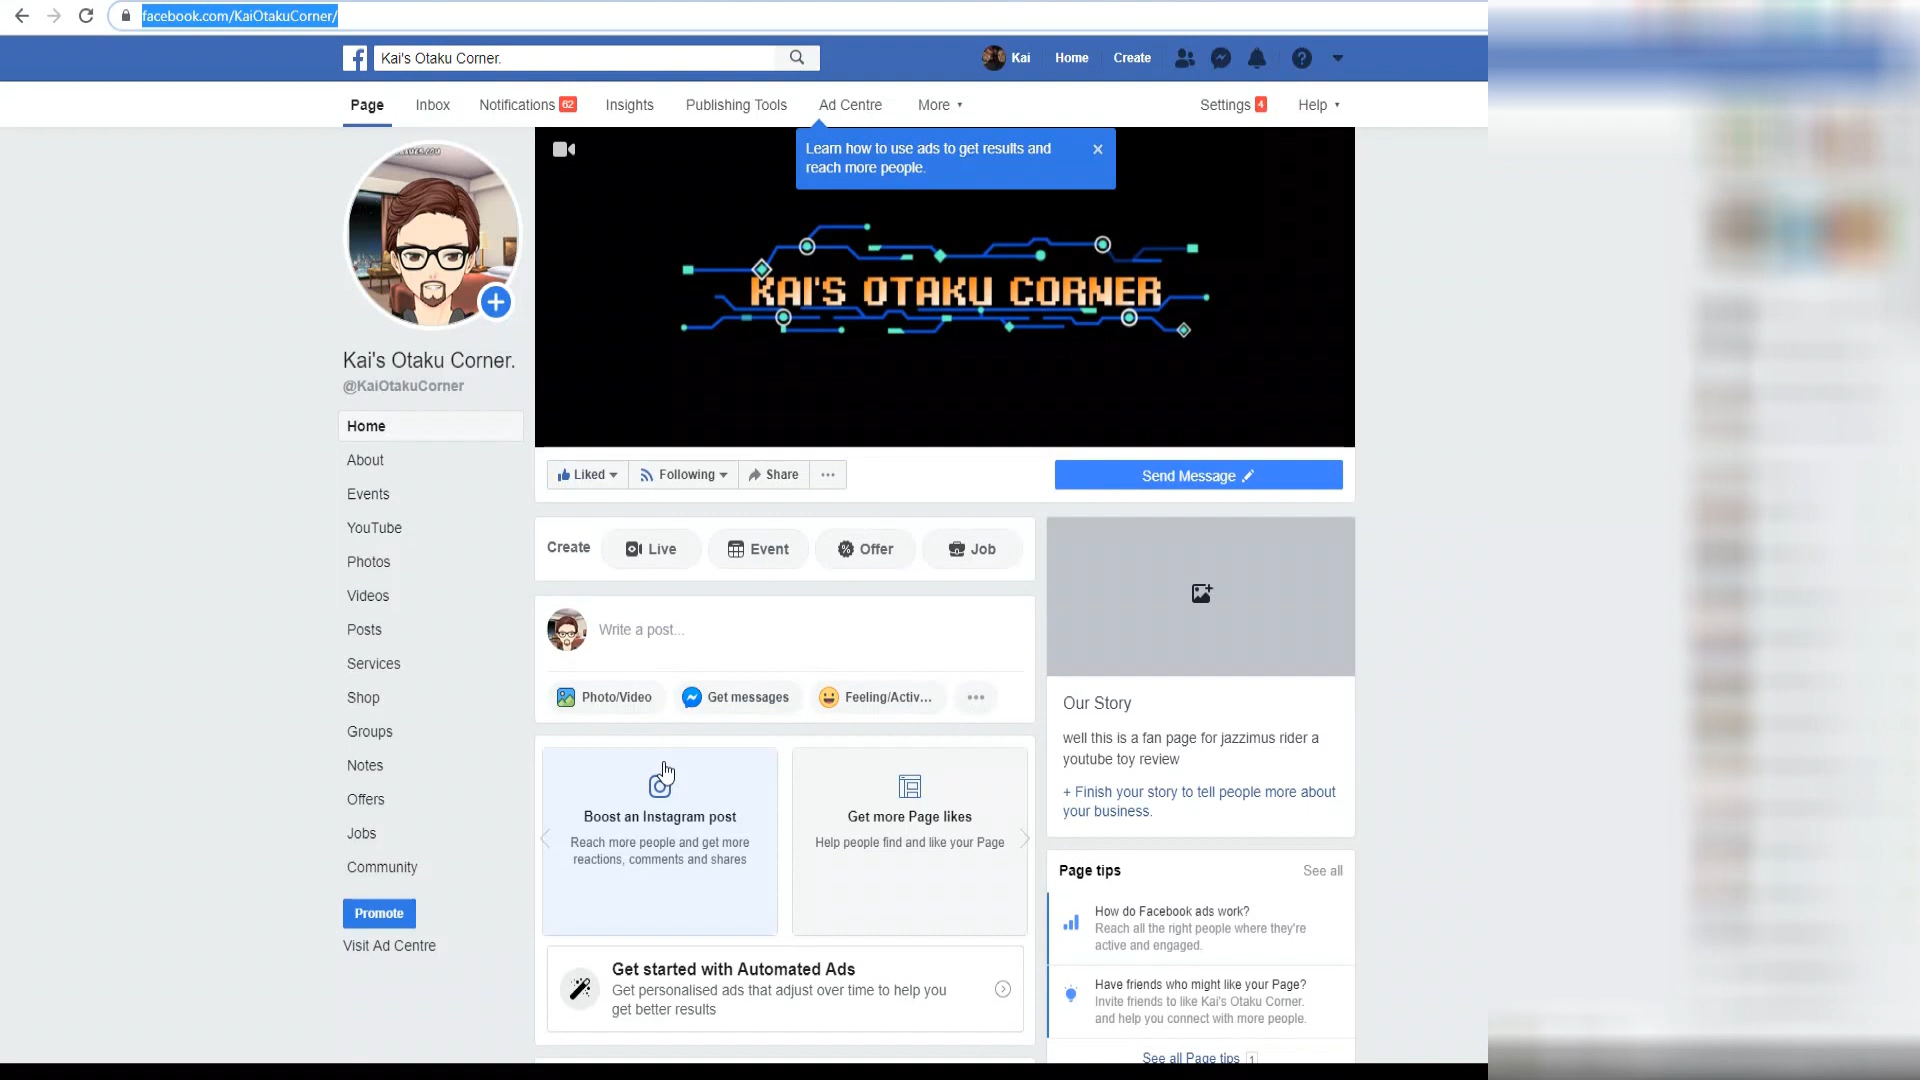 facebook.com/KaiOtakuCorner/
Kai's Otaku Corner.
Kai
Home
Create
Page
Inbox
Notifications 62
Insights
Publishing Tools
Ad Centre
More
Settings 4
Help
Learn how to use ads to get results and
reach more people.
KAI'S OTAKU CORNER
Kai's Otaku Corner.
@KaiOtakuCorner
Home
About
Events
YouTube
Photos
Videos
Posts
Services
Shop
Groups
Notes
Offers
Jobs
Community
Promote
Visit Ad Centre
Liked
Following
Share
Send Message
Create
Live
Event
Offer
Job
Write a post...
Photo/Video
Get messages
Feeling/Activ...
Boost an Instagram post
Reach more people and get more
reactions, comments and shares
Get more Page likes
Help people find and like your Page
Get started with Automated Ads
Get personalised ads that adjust over time to help you
get better results
Our Story
well this is a fan page for jazzimus rider a
youtube toy review
+ Finish your story to tell people more about
your business.
Page tips
See all
How do Facebook ads work?
Reach all the right people where they're
active and engaged.
Have friends who might like your Page?
Invite friends to like Kai's Otaku Corner.
and help you connect with more people.
See all Page tips 1